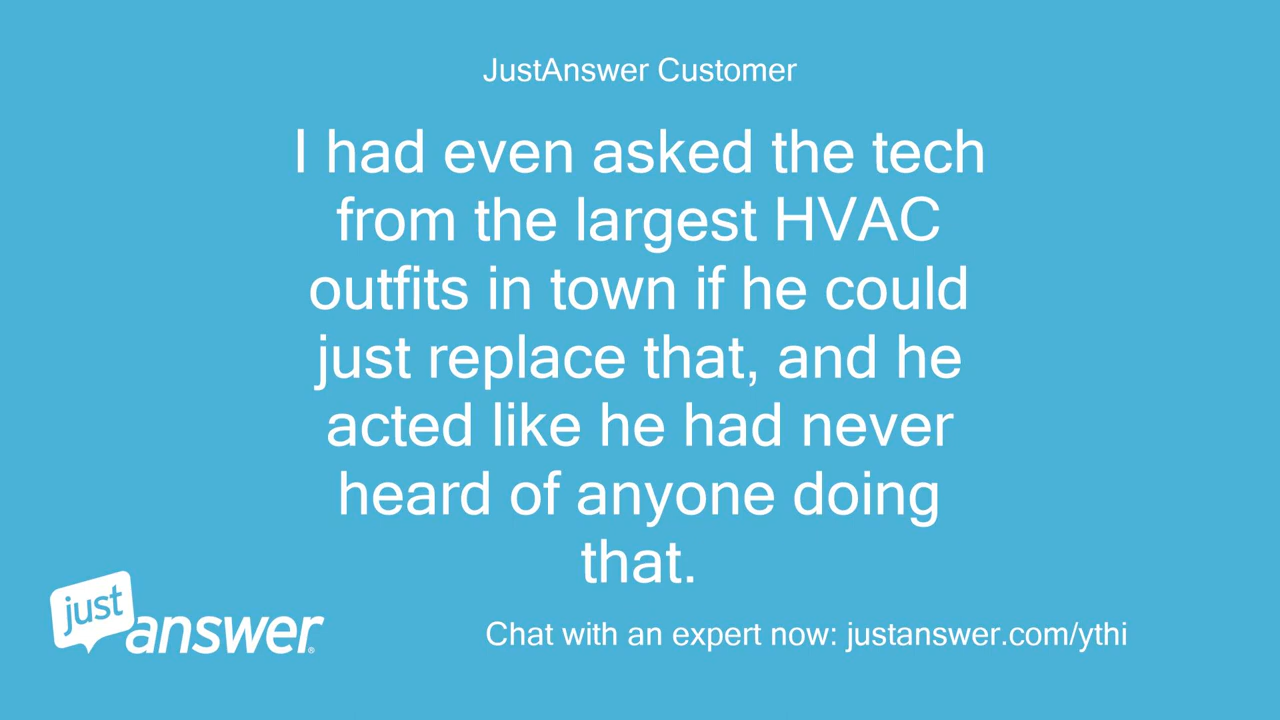 JustAnswer Customer
I had even asked the tech
from the largest HVAC
outfits in town if he could
just replace that, and he
acted like he had never
heard of anyone doing
that.
just
answer®
Chat with an expert now: justanswer.com/ythi